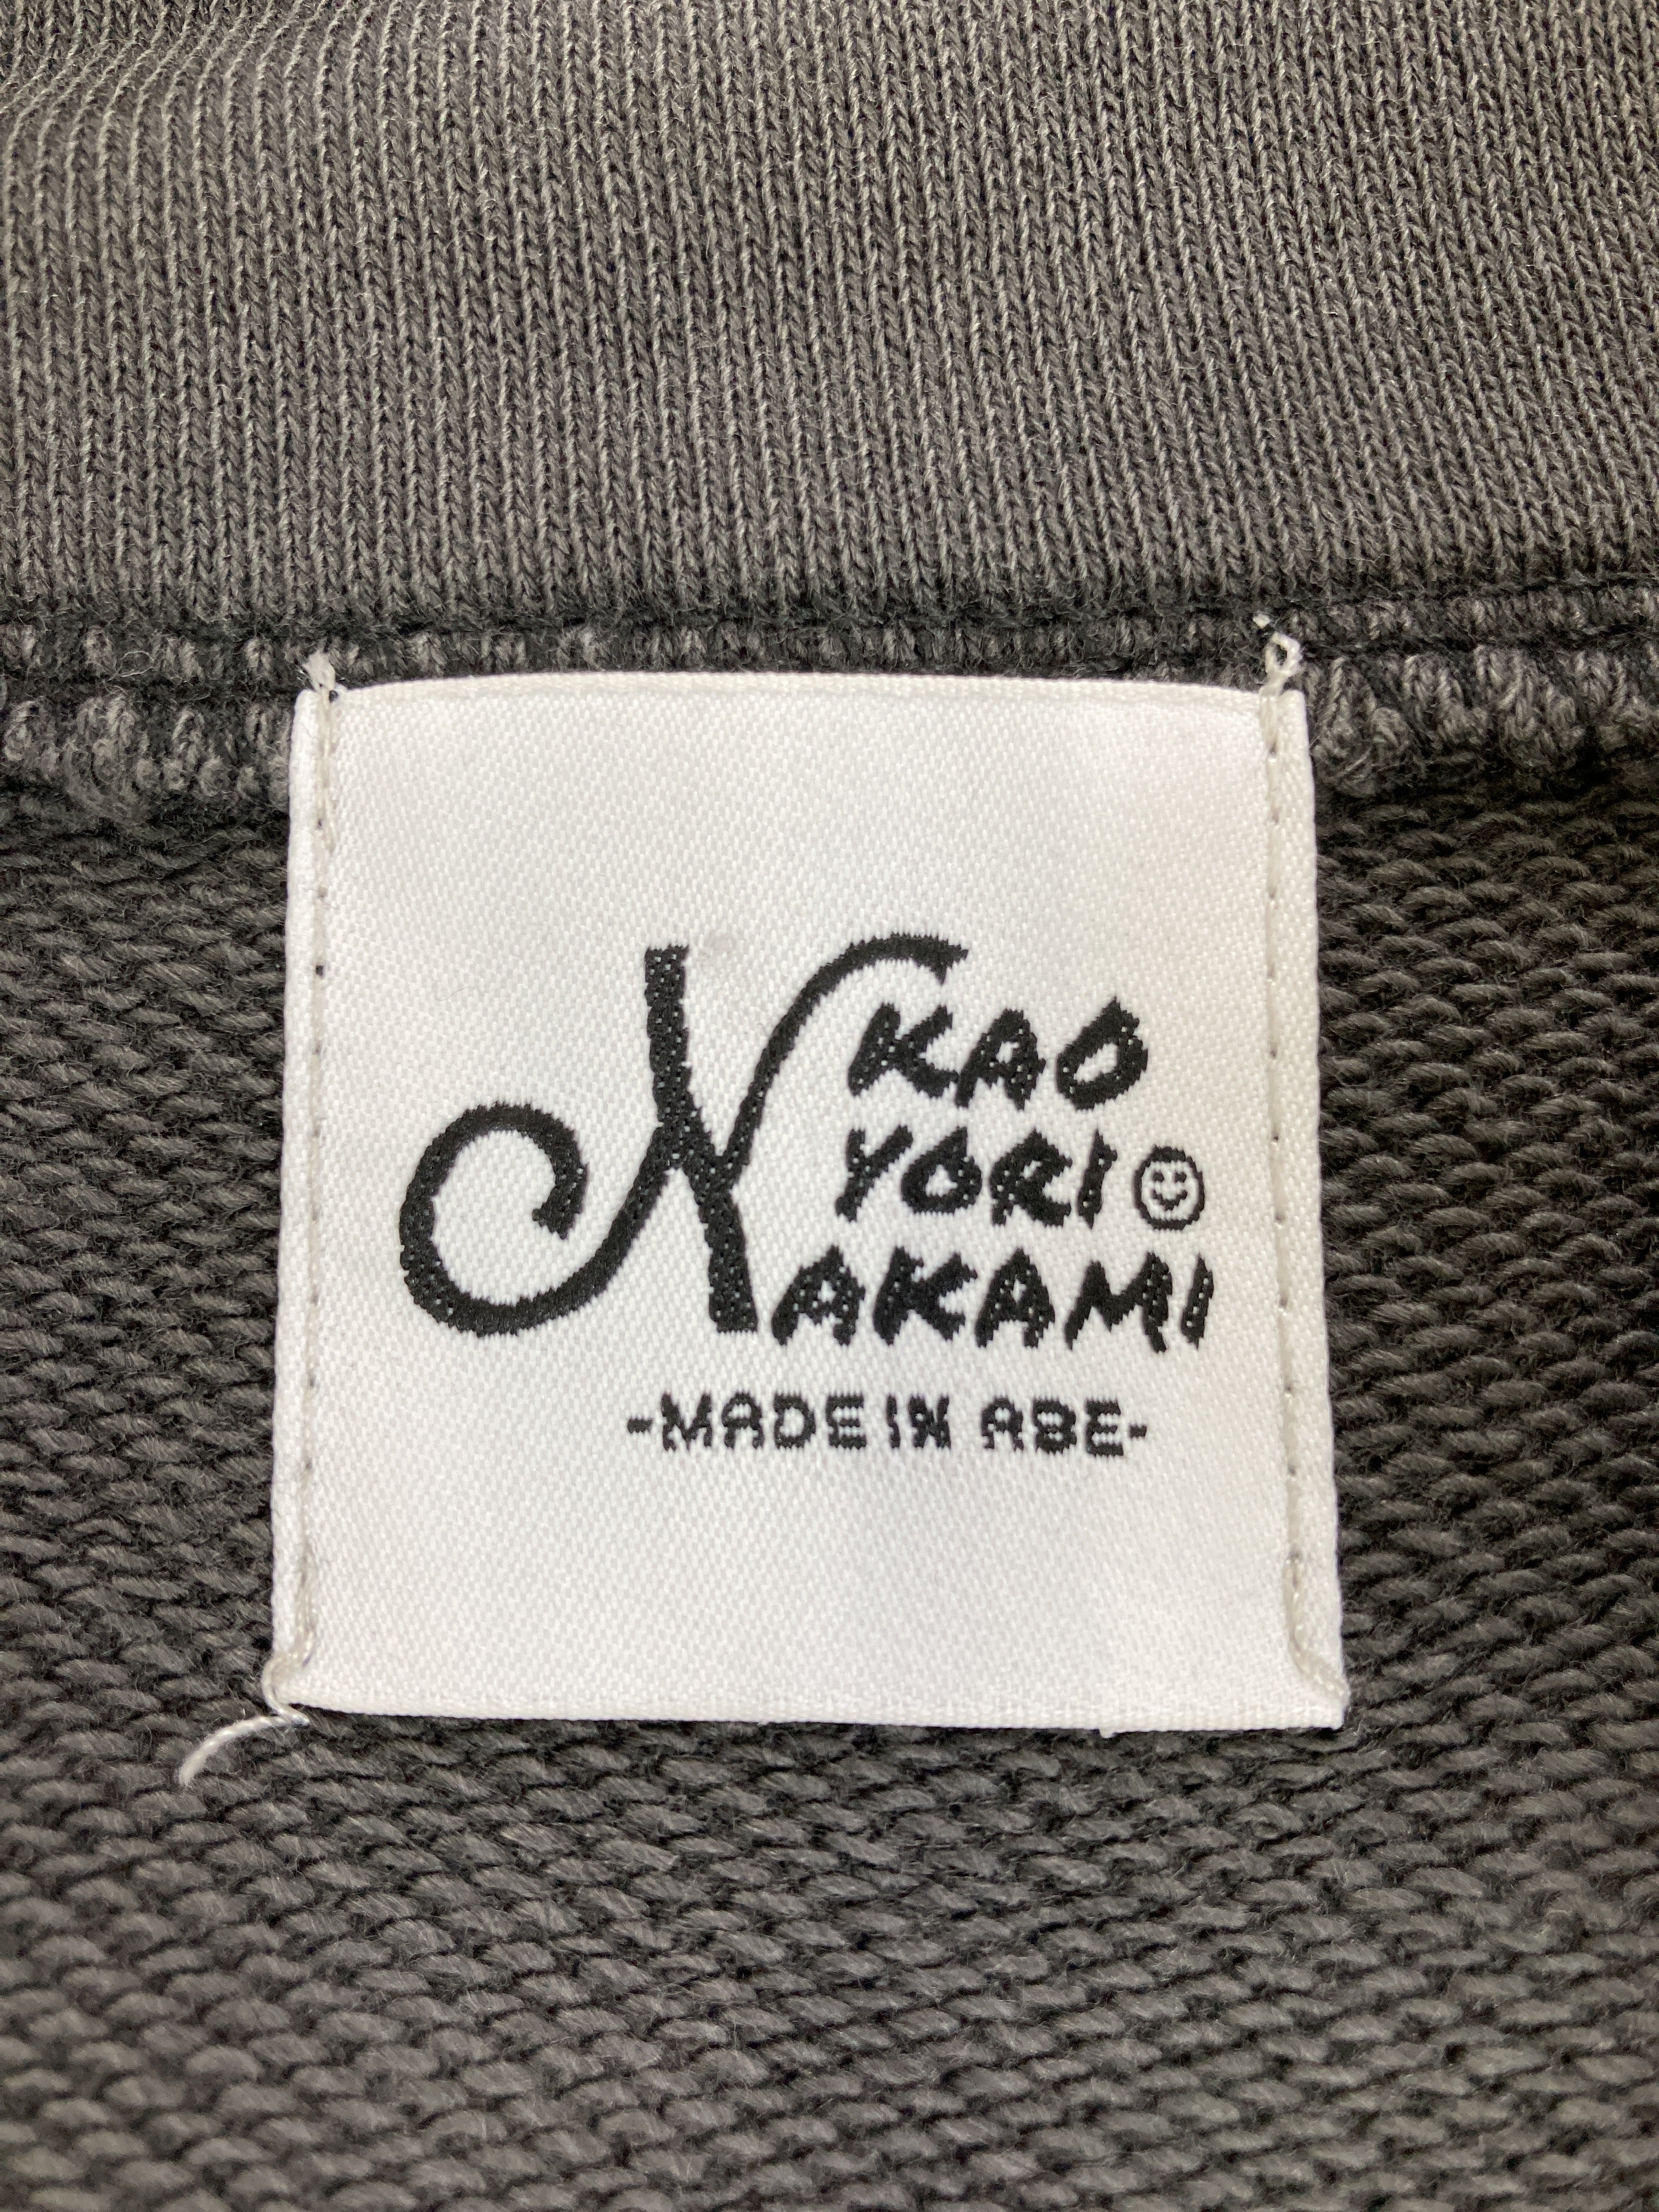 KAO
YORI
NAKAMI
-MADE IN ABE-